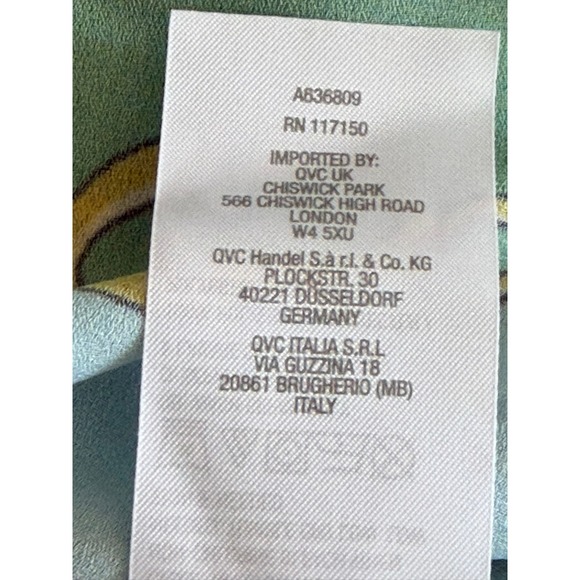 A636809
RN 117150
IMPORTED BY:
QVC UK
CHISWICK PARK
566 CHISWICK HIGH ROAD
LONDON
W4 5XU
QVC Handel S.à r.l. & Co. KG
PLOCKSTR. 30
40221 DÜSSELDORF
GERMANY
QVC ITALIA S.R.L
VIA GUZZINA 18
20861 BRUGHERIO (MB)
ITALY